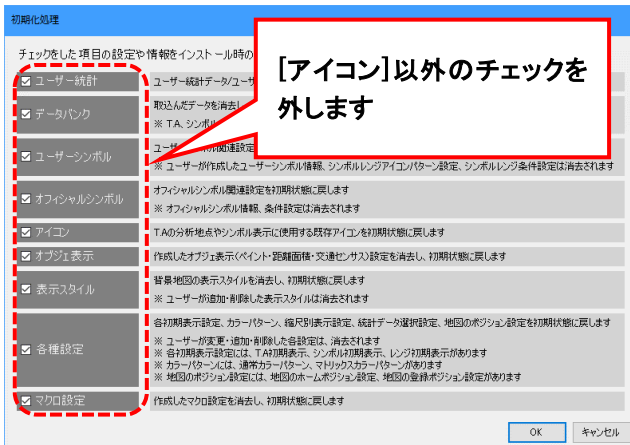 初期化処理
チェックをした項目の設定や情報をインストール時の
[アイコン]以外のチェックを
外します
ユーザー統計
ユーザー統計データ/ユーザ
データバンク
取込んだデータを消去し
※ T.A、シンボル
ユーザーシンボル
関連設定
※ ユーザーが作成したユーザーシンボル情報、シンボルレンジアイコンパターン設定、シンボルレンジ条件設定は消去されます
オフィシャルシンボル
オフィシャルシンボル関連設定を初期状態に戻します
※ オフィシャルシンボル情報、条件設定は消去されます
アイコン
T.Aの分析地点やシンボル表示に使用する既存アイコンを初期状態に戻します
オブジェ表示
作成したオブジェ表示(ペイント・距離面積・交通センサス)設定を消去し、初期状態に戻します
表示スタイル
背景地図の表示スタイルを消去し、初期状態に戻します
※ ユーザーが追加・削除した表示スタイルは消去されます
各種設定
各初期表示設定、カラーパターン、縮尺別表示設定、統計データ選択設定、地図のポジション設定を初期状態に戻します
※ ユーザーが変更・追加・削除した各設定は、消去されます
※ 各初期表示設定には、T.A初期表示、シンボル初期表示、レンジ初期表示があります
※ カラーパターンには、通常カラーパターン、マトリックスカラーパターンがあります
※ 地図のポジション設定には、地図のホームポジション設定、地図の登録ポジション設定があります
マクロ設定
作成したマクロ設定を消去し、初期状態に戻します
OK
キャンセル